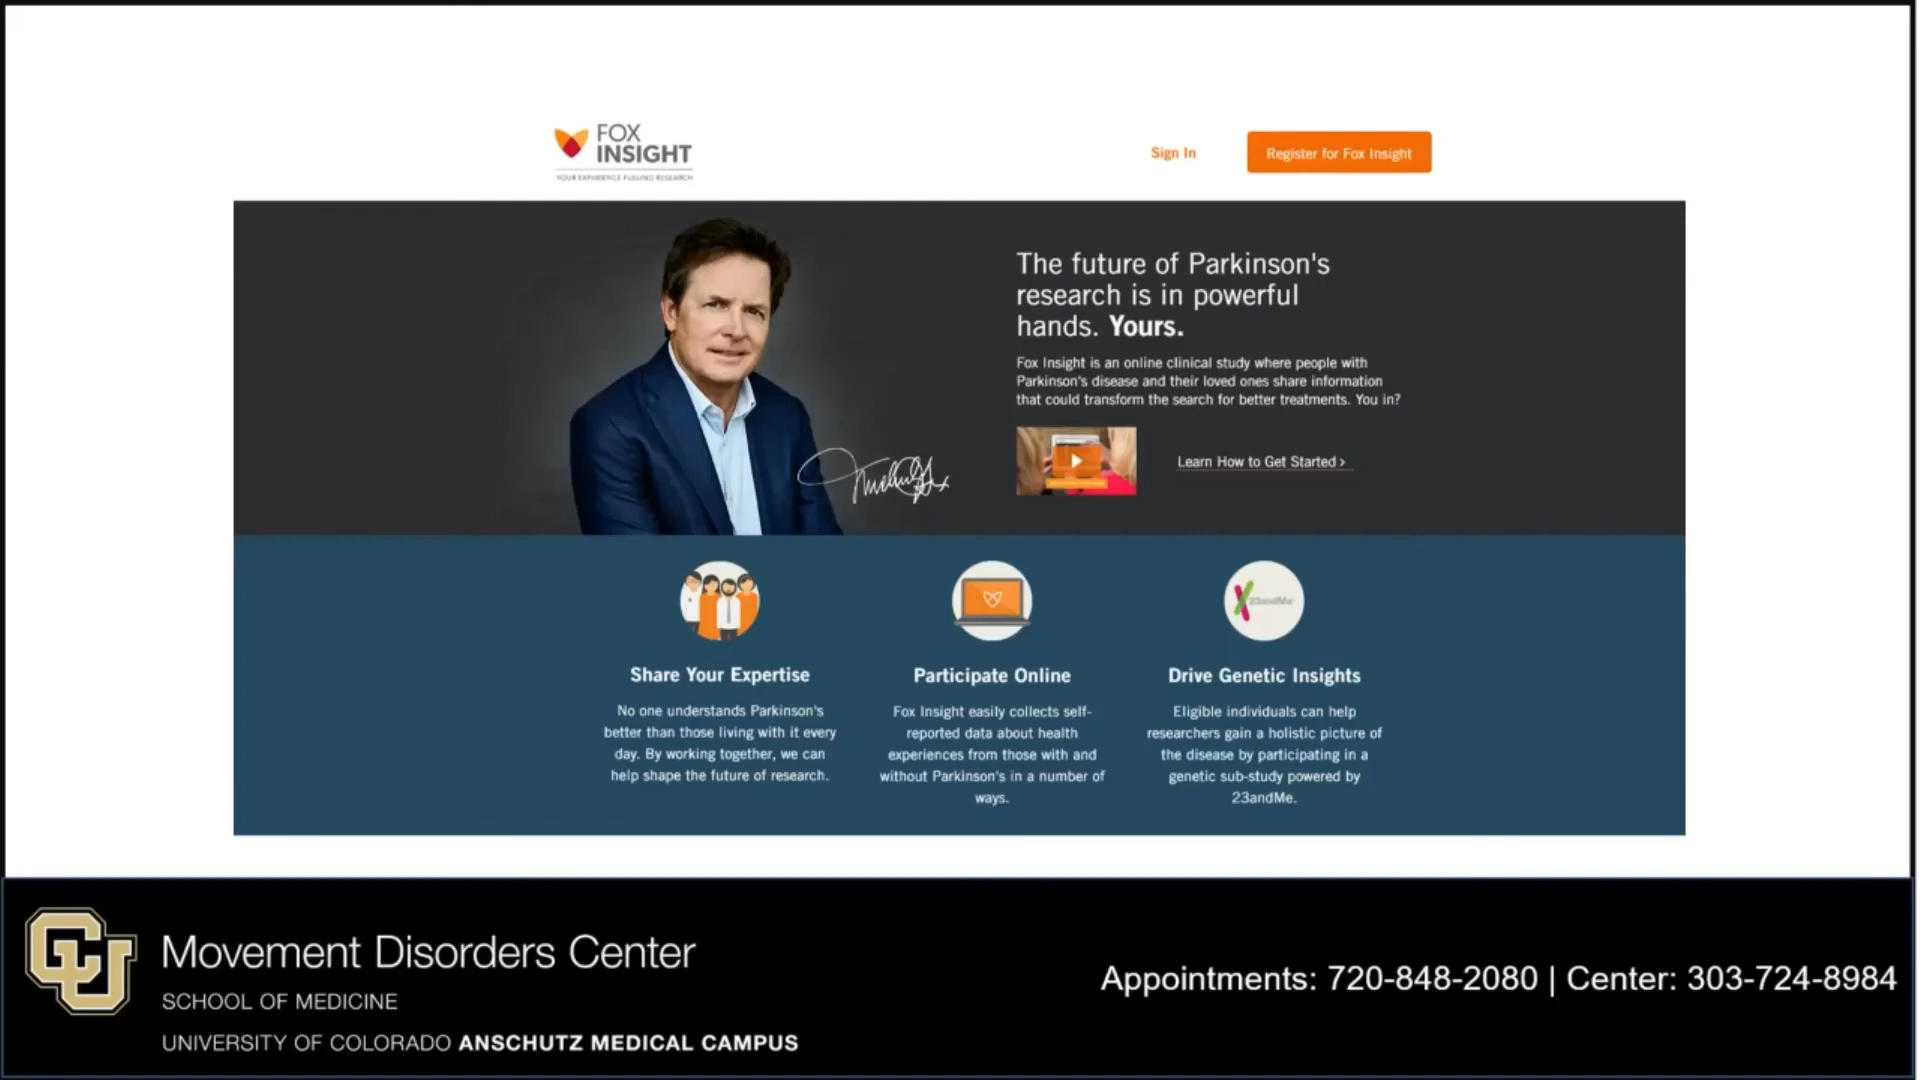 FOX
INSIGHT
YOUR EXPERIENCE FUELING RESEARCH
Sign In
Register for Fox Insight
The future of Parkinson's
research is in powerful
hands. Yours.
Fox Insight is an online clinical study where people with
Parkinson's disease and their loved ones share information
that could transform the search for better treatments. You in?
Learn How to Get Started ›
Share Your Expertise
No one understands Parkinson's
better than those living with it every
day. By working together, we can
help shape the future of research.
Participate Online
Fox Insight easily collects self-
reported data about health
experiences from those with and
without Parkinson's in a number of
ways.
23andMe
Drive Genetic Insights
Eligible individuals can help
researchers gain a holistic picture of
the disease by participating in a
genetic sub-study powered by
23andMe.
CU
Movement Disorders Center
SCHOOL OF MEDICINE
UNIVERSITY OF COLORADO ANSCHUTZ MEDICAL CAMPUS
Appointments: 720-848-2080 | Center: 303-724-8984